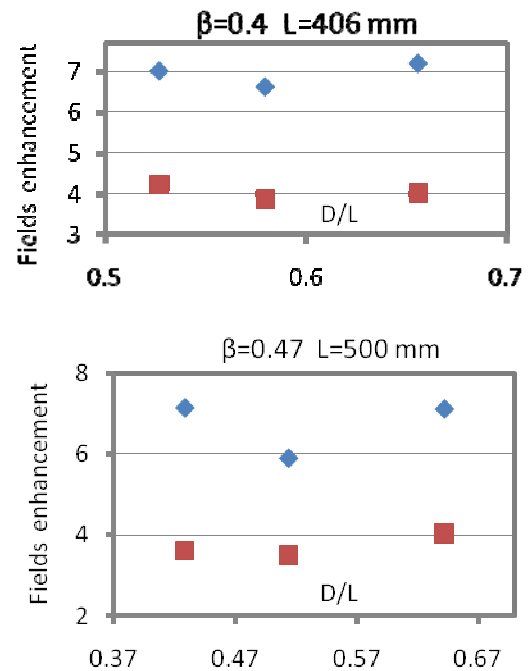 β=0.4 L=406 mm
Fields enhancement
7
6
5
4
3
D/L
0.5 0.6 0.7
β=0.47 L=500 mm
Fields enhancement
8
6
4
2
D/L
0.37 0.47 0.57 0.67